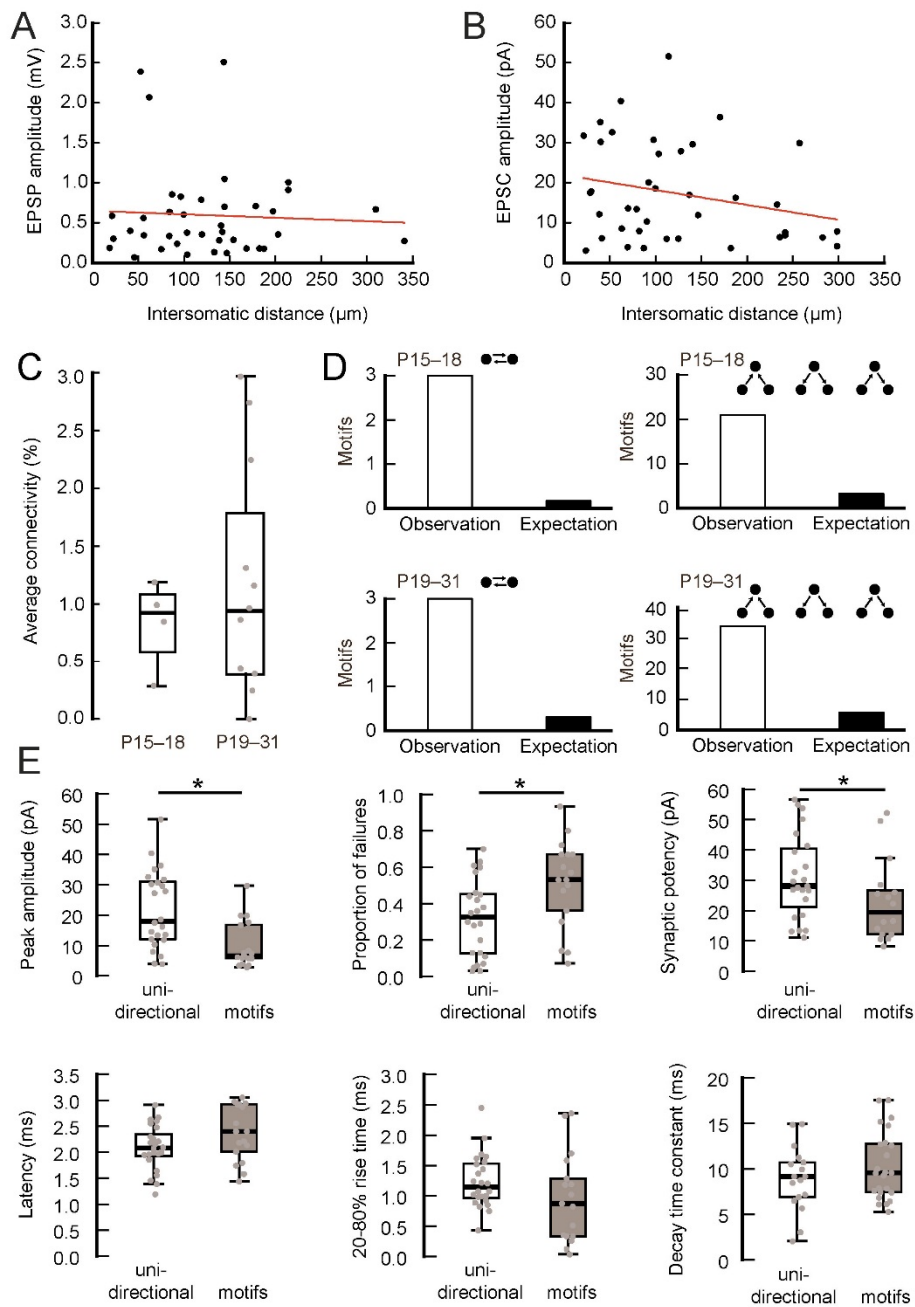 A
EPSP amplitude (mV)
3.0
2.5
2.0
1.5
1.0
0.5
0.0
0 50 100 150 200 250 300 350
Intersomatic distance (µm)
B
EPSC amplitude (pA)
60
50
40
30
20
10
0
0 50 100 150 200 250 300 350
Intersomatic distance (µm)
C
Average connectivity (%)
3.0
2.5
2.0
1.5
1.0
0.5
0.0
P15–18 P19–31
D
P15–18
Motifs
3
2
1
0
Observation Expectation
P15–18
Motifs
30
20
10
0
Observation Expectation
P19–31
Motifs
3
2
1
0
Observation Expectation
P19–31
Motifs
40
30
20
10
0
Observation Expectation
E
Peak amplitude (pA)
60
50
40
30
20
10
0
*
uni-
directional motifs
Proportion of failures
1.0
0.8
0.6
0.4
0.2
0.0
*
uni-
directional motifs
Synaptic potency (pA)
60
50
40
30
20
10
0
*
uni-
directional motifs
Latency (ms)
3.5
3.0
2.5
2.0
1.5
1.0
0.5
0.0
uni-
directional motifs
20-80% rise time (ms)
3.0
2.5
2.0
1.5
1.0
0.5
0.0
uni-
directional motifs
Decay time constant (ms)
20
15
10
5
0
uni-
directional motifs